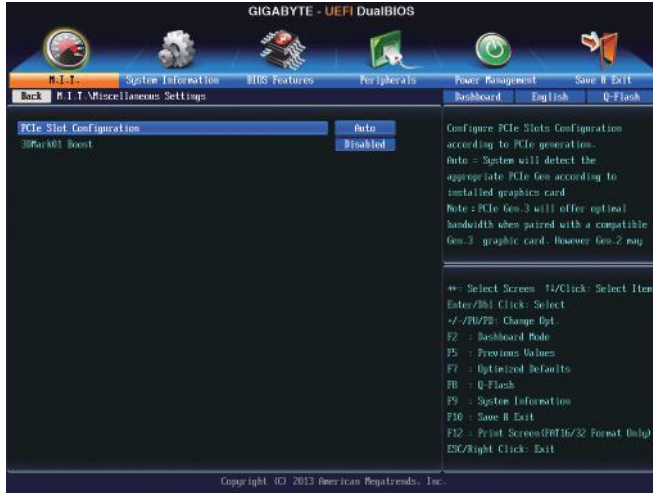 GIGABYTE - UEFI DualBIOS
M.I.T. System Information BIOS Features Peripherals Power Management Save & Exit
Back M.I.T.\Miscellaneous Settings Dashboard English Q-Flash
PCIe Slot Configuration Auto
3DMark01 Boost Disabled
Configure PCIe Slots Configuration
according to PCIe generation.
Auto = System will detect the
appropriate PCIe Gen according to
installed graphics card
Note : PCIe Gen.3 will offer optimal
bandwidth when paired with a compatible
Gen.3 graphic card. However Gen.2 may
↔: Select Screen ↑↓/Click: Select Item
Enter/Dbl Click: Select
+/-/PU/PD: Change Opt.
F2 : Dashboard Mode
F5 : Previous Values
F7 : Optimized Defaults
F8 : Q-Flash
F9 : System Information
F10 : Save & Exit
F12 : Print Screen(FAT16/32 Format Only)
ESC/Right Click: Exit
Copyright (C) 2013 American Megatrends, Inc.